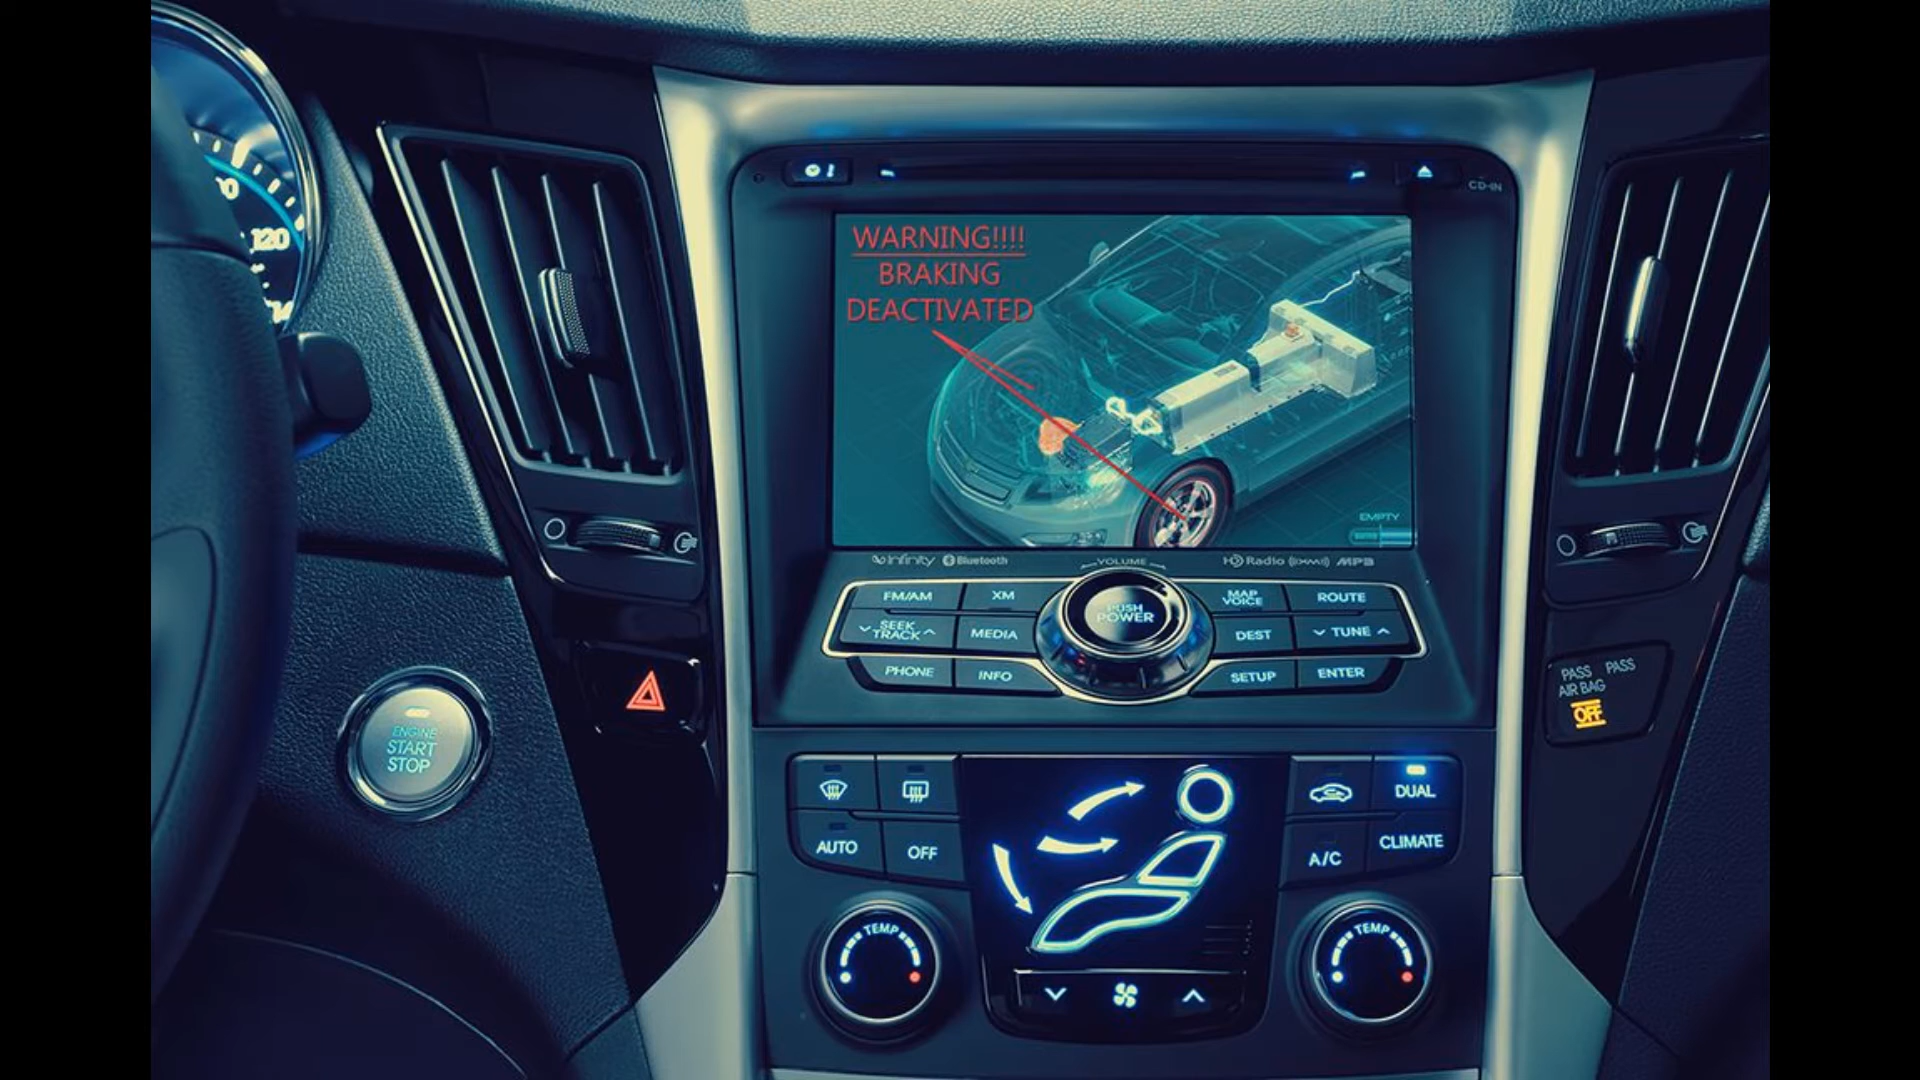 120
CD-IN
WARNING!!!!
BRAKING
DEACTIVATED
EMPTY
Infinity Bluetooth
VOLUME
HD Radio ((XM)) MP3
FM/AM
XM
SEEK
TRACK
MEDIA
PHONE
INFO
PUSH
POWER
MAP
VOICE
ROUTE
DEST
TUNE
SETUP
ENTER
PASS PASS
AIR BAG
OFF
ENGINE
START
STOP
AUTO
OFF
DUAL
A/C
CLIMATE
TEMP
TEMP